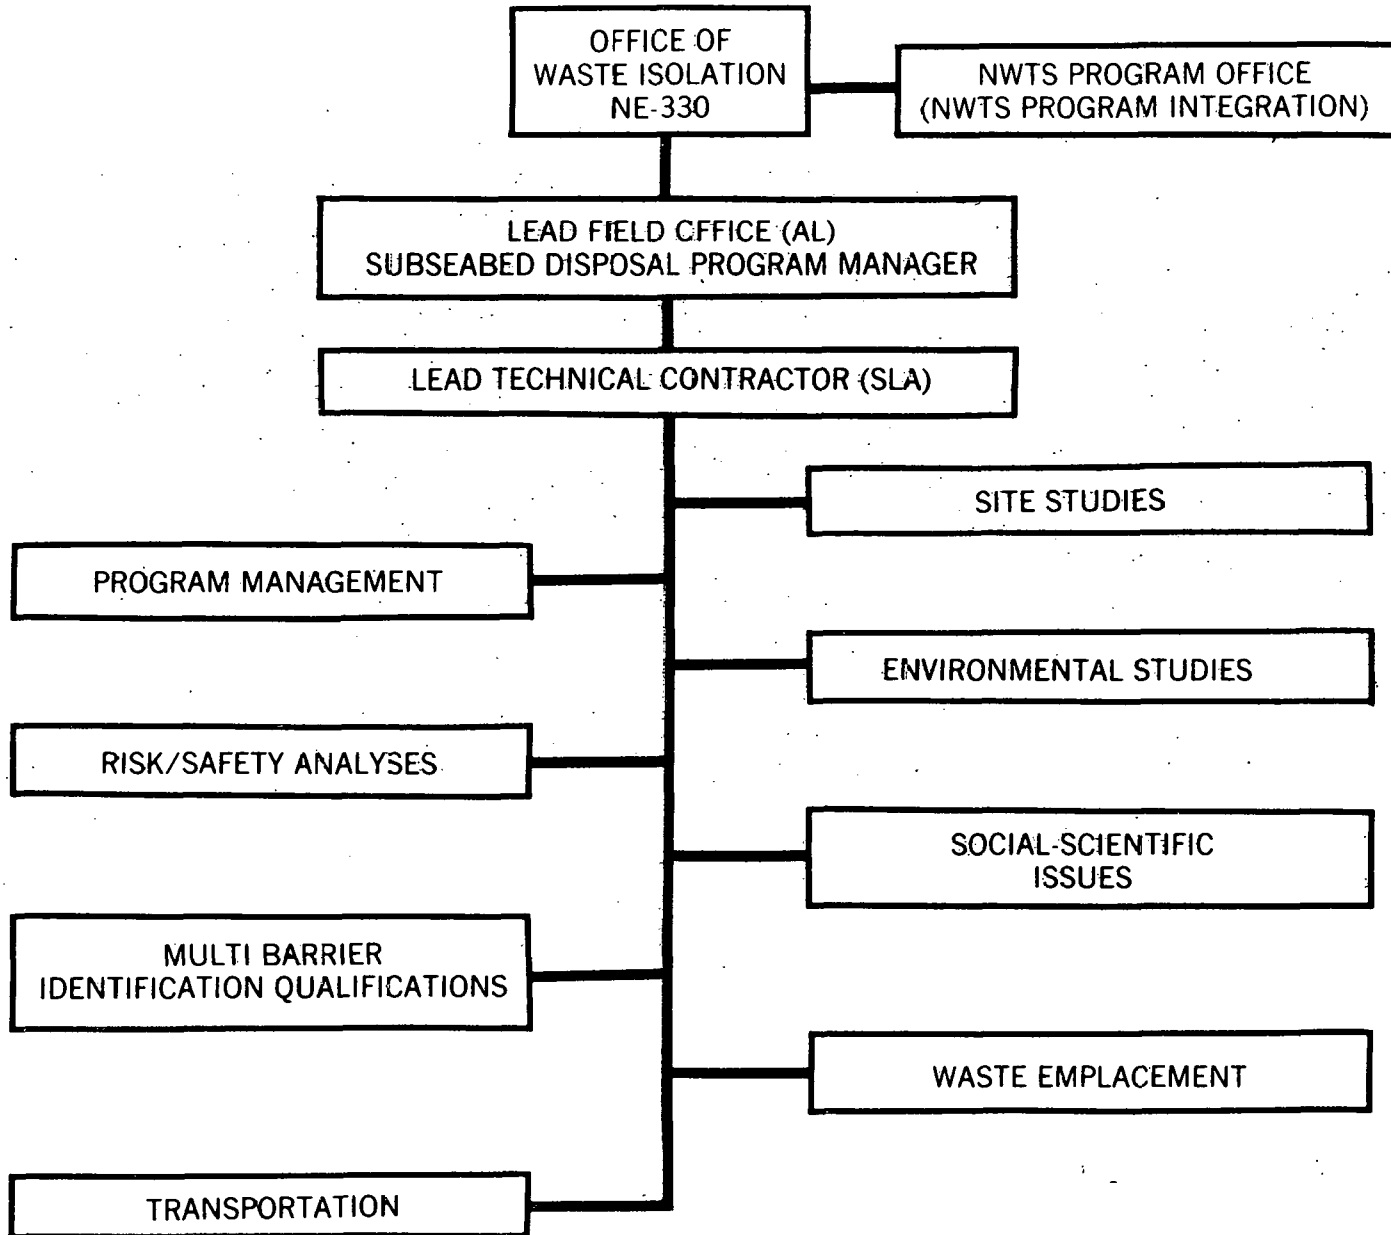 OFFICE OF
WASTE ISOLATION
NE-330
NWTS PROGRAM OFFICE
(NWTS PROGRAM INTEGRATION)
LEAD FIELD CFFICE (AL)
SUBSEABED DISPOSAL PROGRAM MANAGER
LEAD TECHNICAL CONTRACTOR (SLA)
SITE STUDIES
PROGRAM MANAGEMENT
ENVIRONMENTAL STUDIES
RISK/SAFETY ANALYSES
SOCIAL-SCIENTIFIC
ISSUES
MULTI BARRIER
IDENTIFICATION QUALIFICATIONS
WASTE EMPLACEMENT
TRANSPORTATION